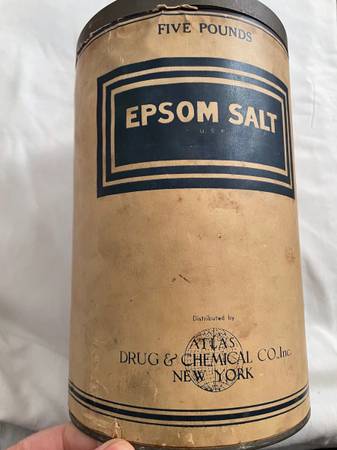 FIVE POUNDS
EPSOM SALT
U.S.P.
Distributed by
ATLAS
DRUG & CHEMICAL CO., Inc.
NEW YORK